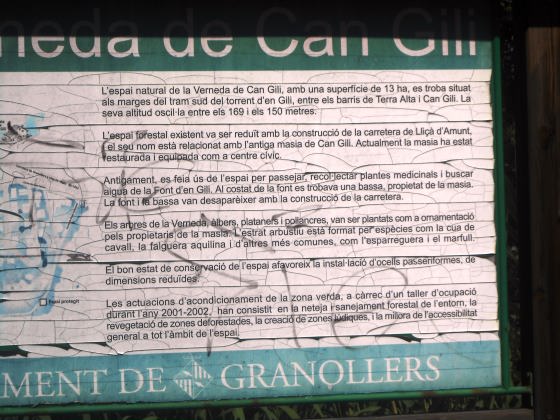 neda de Can Gili
L'espai natural de la Verneda de Can Gili, amb una superfície de 13 ha, es troba situat
als marges del tram sud del torrent d'en Gili, entre els barris de Terra Alta i Can Gili. La
seva altitud oscil·la entre els 169 i els 150 metres.
L'espai forestal existent va ser reduït amb la construcció de la carretera de Lliçà d'Amunt,
i el seu nom està relacionat amb l'antiga masia de Can Gili. Actualment la masia ha estat
restaurada i equipada com a centre cívic.
Antigament, es feia ús de l'espai per passejar, recol·lectar plantes medicinals i buscar
aigua de la Font d'en Gili. Al costat de la font es trobava una bassa, propietat de la masia.
La font i la bassa van desaparèixer amb la construcció de la carretera.
Els arbres de la Verneda, àlbers, plataners i pollancres, van ser plantats com a ornamentació
pels propietaris de la masia. L'estrat arbustiu està format per espècies com la cua de
cavall, la falguera aquilina i d'altres més comunes, com l'esparreguera i el marfull.
El bon estat de conservació de l'espai afavoreix la instal·lació d'ocells passeriformes, de
dimensions reduïdes.
Espai protegit
Les actuacions d'acondicionament de la zona verda, a càrrec d'un taller d'ocupació
durant l'any 2001-2002, han consistit en la neteja i sanejament forestal de l'entorn, la
revegetació de zones deforestades, la creació de zones lúdiques, i la millora de l'accessibilitat
general a tot l'àmbit de l'espai.
MENT DE GRANOLLERS